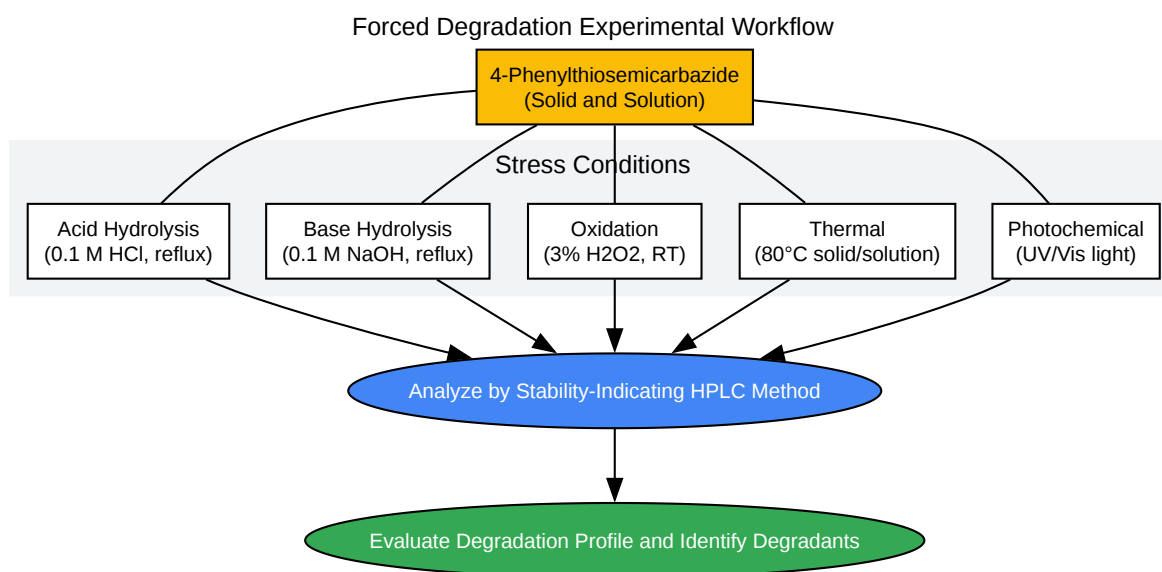 Forced Degradation Experimental Workflow
4-Phenylthiosemicarbazide
(Solid and Solution)
Stress Conditions
Acid Hydrolysis
(0.1 M HCl, reflux)
Base Hydrolysis
(0.1 M NaOH, reflux)
Oxidation
(3% H2O2, RT)
Thermal
(80°C solid/solution)
Photochemical
(UV/Vis light)
Analyze by Stability-Indicating HPLC Method
Evaluate Degradation Profile and Identify Degradants